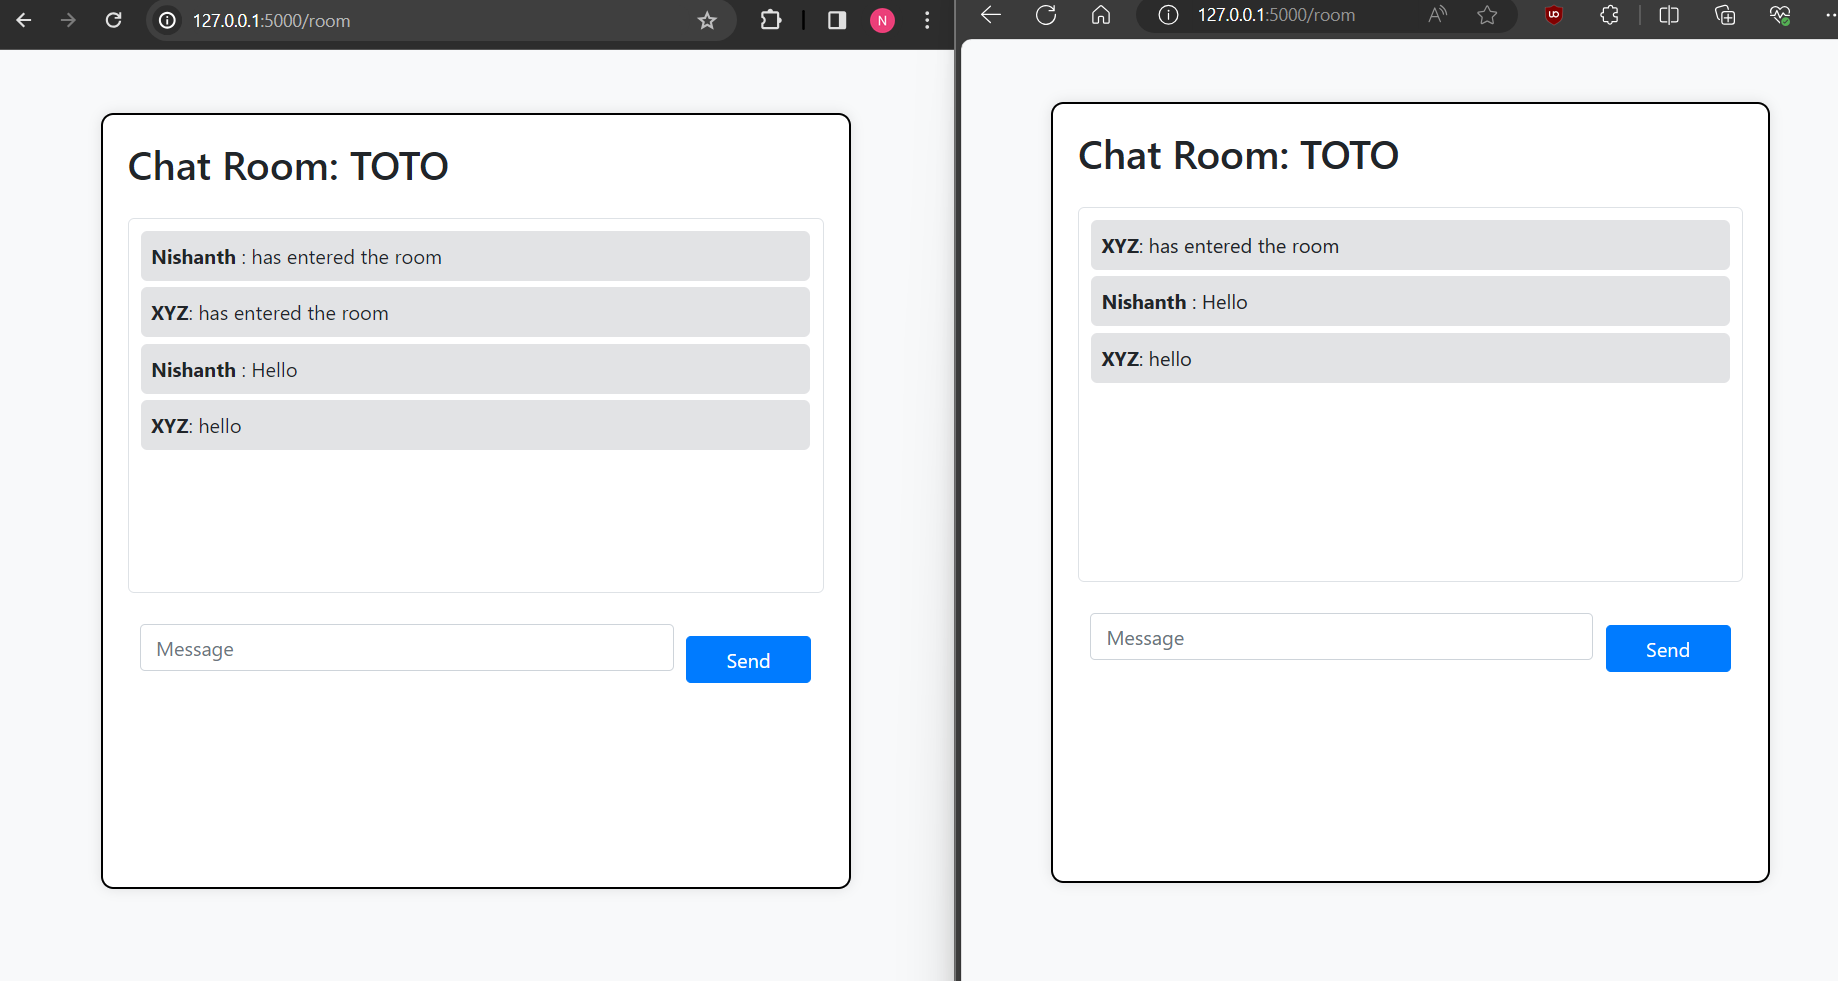 127.0.0.1:5000/room
N
Chat Room: TOTO
Nishanth : has entered the room
XYZ: has entered the room
Nishanth : Hello
XYZ: hello
Message
Send
127.0.0.1:5000/room
Chat Room: TOTO
XYZ: has entered the room
Nishanth : Hello
XYZ: hello
Message
Send